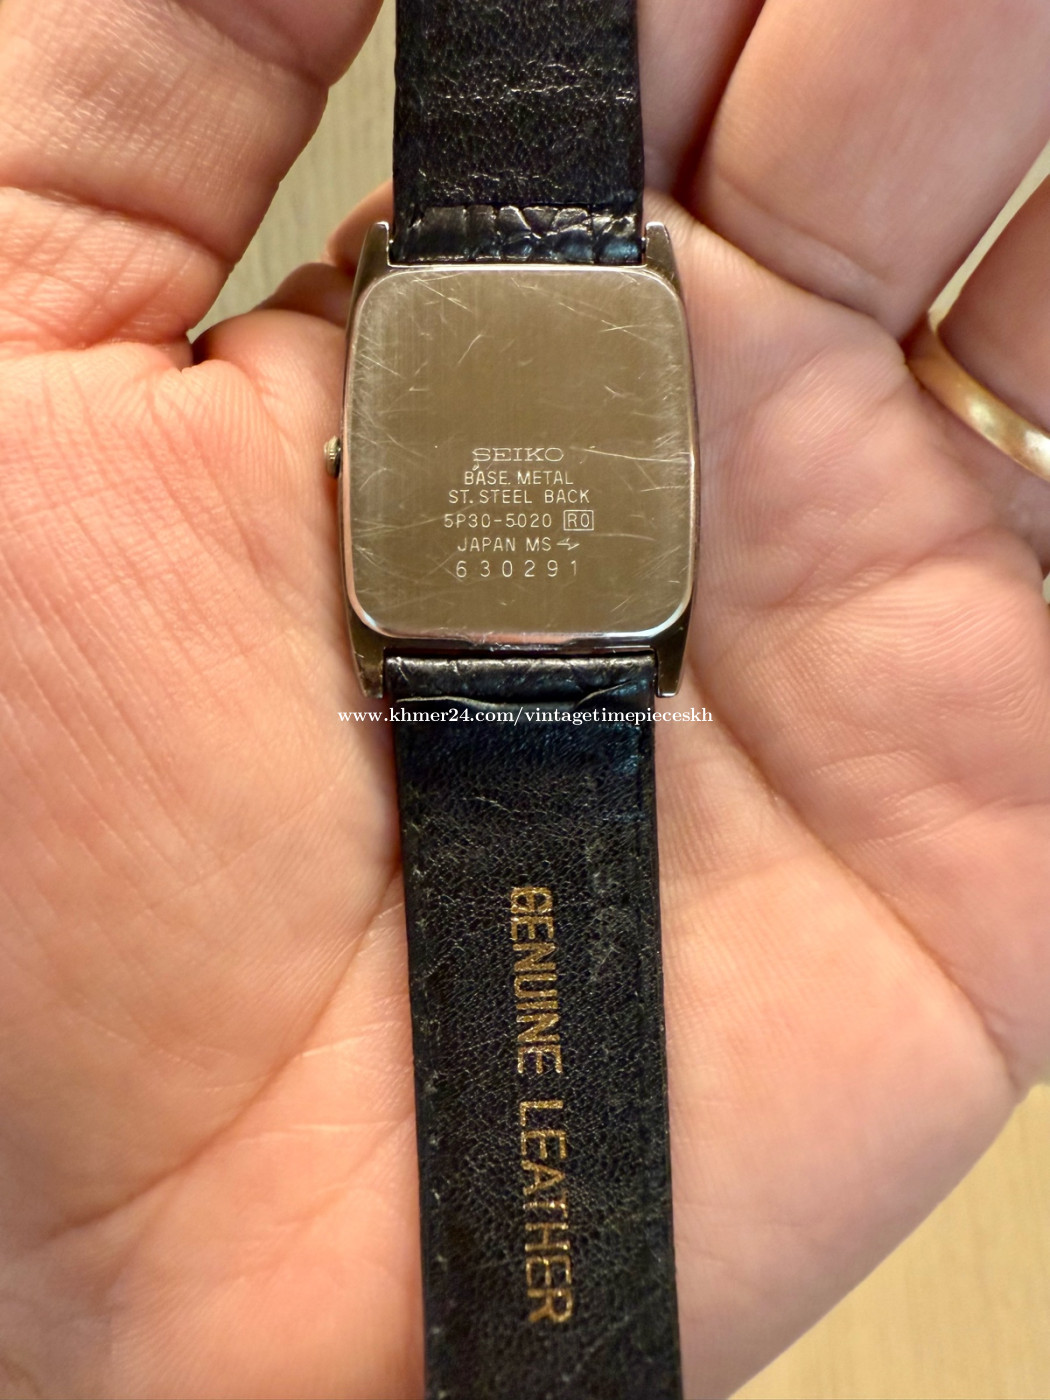 SEIKO
BASE METAL
ST. STEEL BACK
5P30-5020 R0
JAPAN MS
630291
www.khmer24.com/vintagetimepieceskh
GENUINE LEATHER